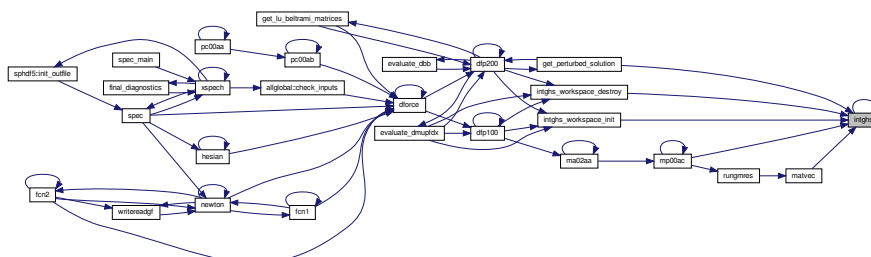 get_lu_beltrami_matrices
pc00aa
pc00ab
spec_main
sphdf5::init_outfile
final_diagnostics
xspech
allglobal::check_inputs
evaluate_dbb
dfp200
get_perturbed_solution
intghs_workspace_destroy
spec
dforce
intghs_workspace_init
intghs
evaluate_dmupfdx
dfp100
hesian
ma02aa
mp00ac
rungmres
matvec
fcn2
writereadgf
newton
fcn1